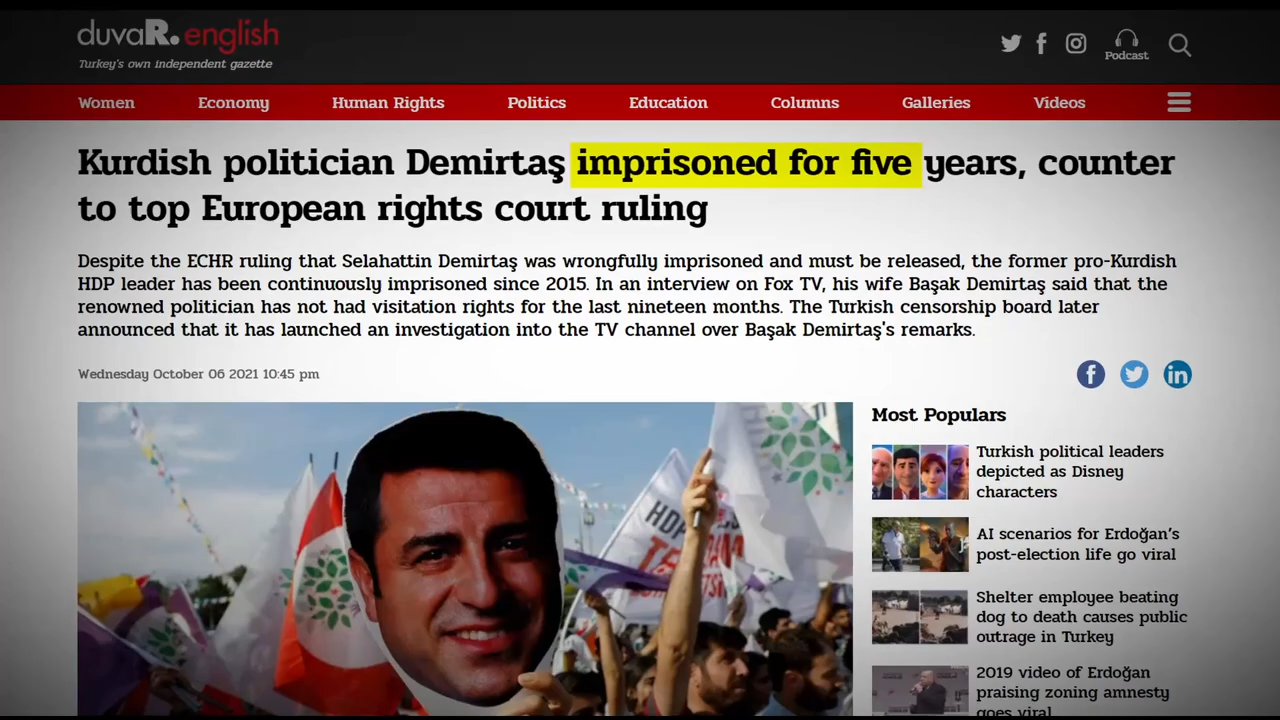 duvaR. english
Turkey's own independent gazette
Podcast
Women Economy Human Rights Politics Education Columns Galleries Videos
Kurdish politician Demirtaş imprisoned for five years, counter
to top European rights court ruling
Despite the ECHR ruling that Selahattin Demirtaş was wrongfully imprisoned and must be released, the former pro-Kurdish
HDP leader has been continuously imprisoned since 2015. In an interview on Fox TV, his wife Başak Demirtaş said that the
renowned politician has not had visitation rights for the last nineteen months. The Turkish censorship board later
announced that it has launched an investigation into the TV channel over Başak Demirtaş's remarks.
Wednesday October 06 2021 10:45 pm
HDP
Most Populars
Turkish political leaders
depicted as Disney
characters
AI scenarios for Erdoğan's
post-election life go viral
Shelter employee beating
dog to death causes public
outrage in Turkey
2019 video of Erdoğan
praising zoning amnesty
goes viral